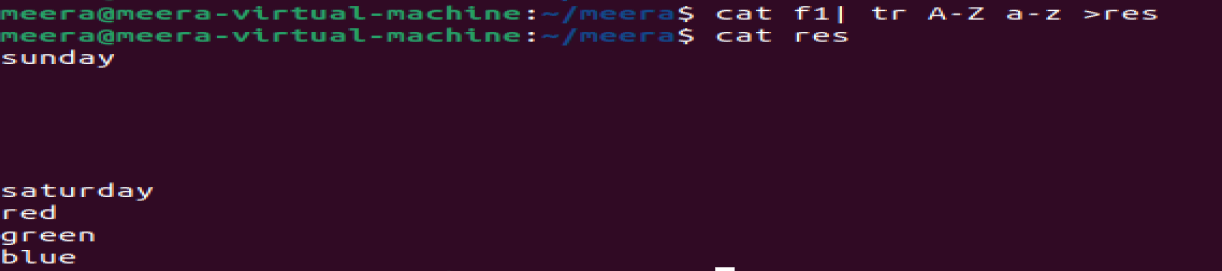 meera@meera-virtual-machine:~/meera$ cat f1| tr A-Z a-z >res
meera@meera-virtual-machine:~/meera$ cat res
sunday
saturday
red
green
blue